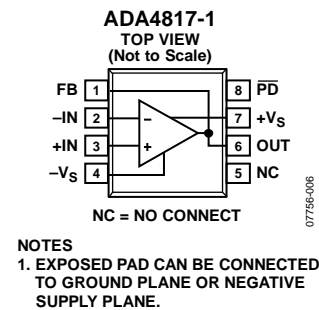 ADA4817-1
TOP VIEW
(Not to Scale)
FB 1
–IN 2
+IN 3
–VS 4
8 PD
7 +VS
6 OUT
5 NC
–
+
NC = NO CONNECT
07756-006
NOTES
1. EXPOSED PAD CAN BE CONNECTED
TO GROUND PLANE OR NEGATIVE
SUPPLY PLANE.